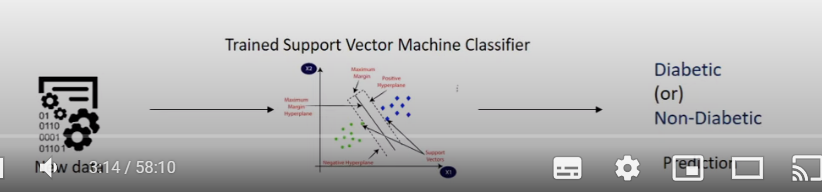 Trained Support Vector Machine Classifier
X2
Maximum
Margin
Positive
Hyperplane
Maximum
Margin
Hyperplane
Support
Vectors
Negative Hyperplane
X1
Diabetic
(or)
Non-Diabetic
01
0110
0001
01101
New data
3:14 / 58:10
Prediction